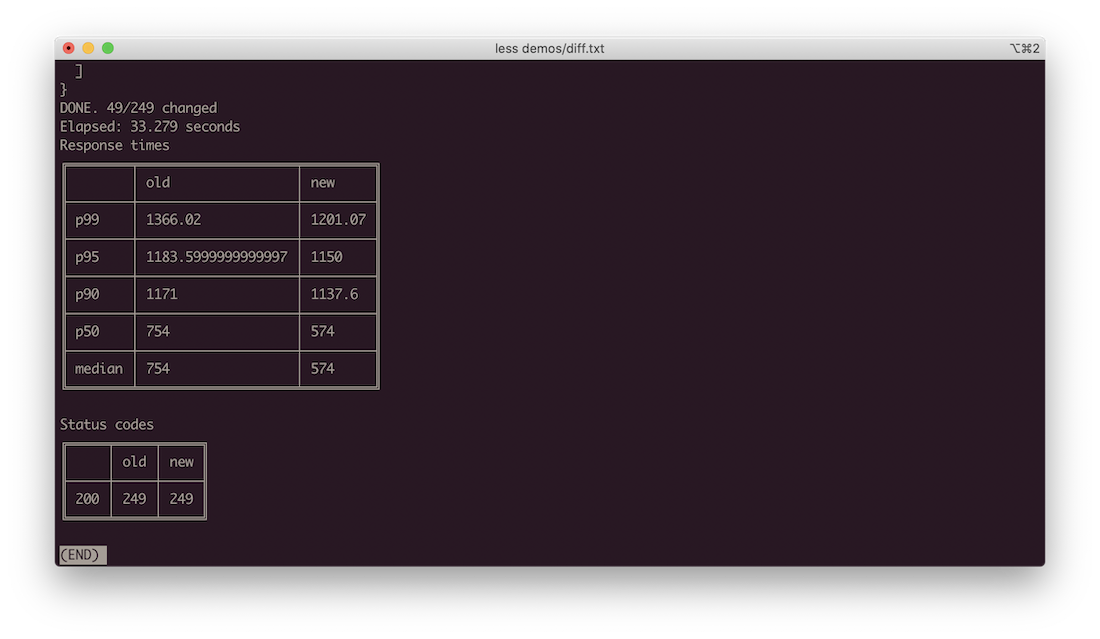 less demos/diff.txt
⌥⌘2
]
}
DONE. 49/249 changed
Elapsed: 33.279 seconds
Response times
old new
p99 1366.02 1201.07
p95 1183.5999999999997 1150
p90 1171 1137.6
p50 754 574
median 754 574
Status codes
old new
200 249 249
(END)